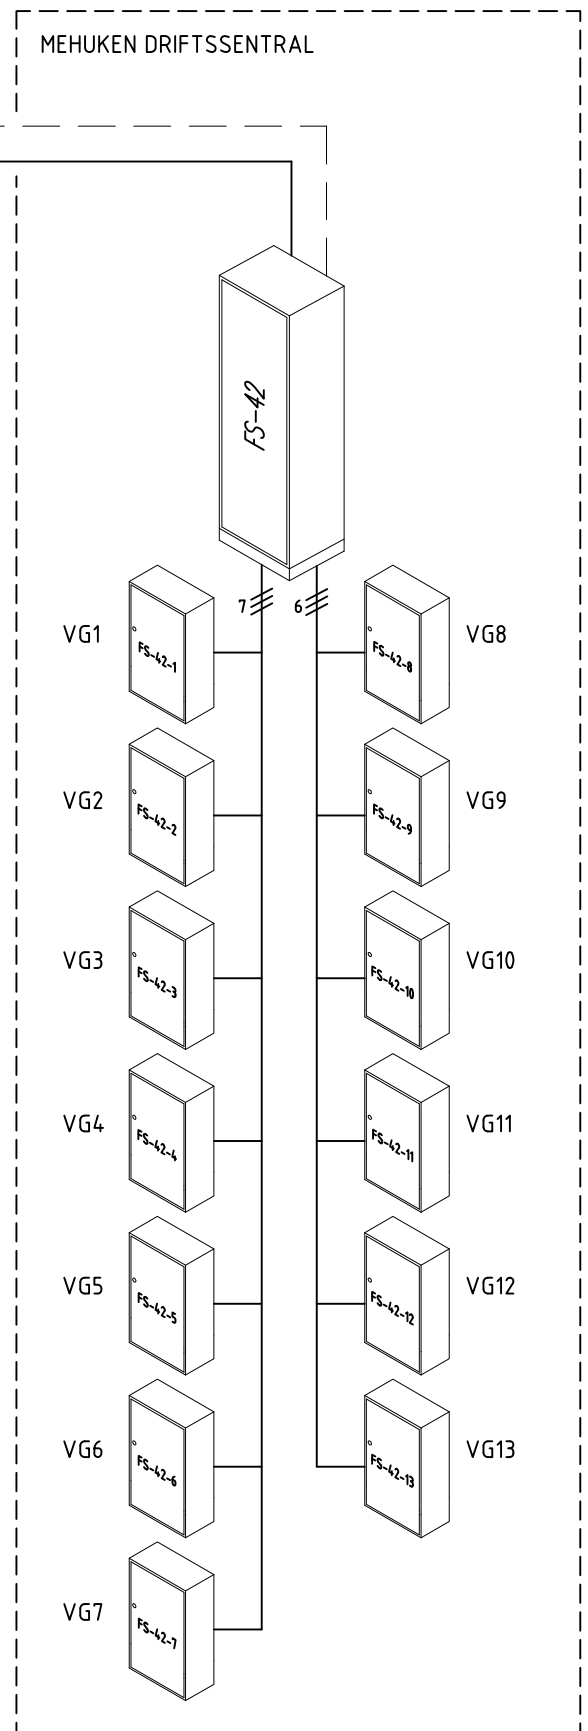 MEHUKEN DRIFTSSENTRAL
FS-42
7
6
VG1
FS-42-1
FS-42-8
VG8
VG2
FS-42-2
FS-42-9
VG9
VG3
FS-42-3
FS-42-10
VG10
VG4
FS-42-4
FS-42-11
VG11
VG5
FS-42-5
FS-42-12
VG12
VG6
FS-42-6
FS-42-13
VG13
VG7
FS-42-7